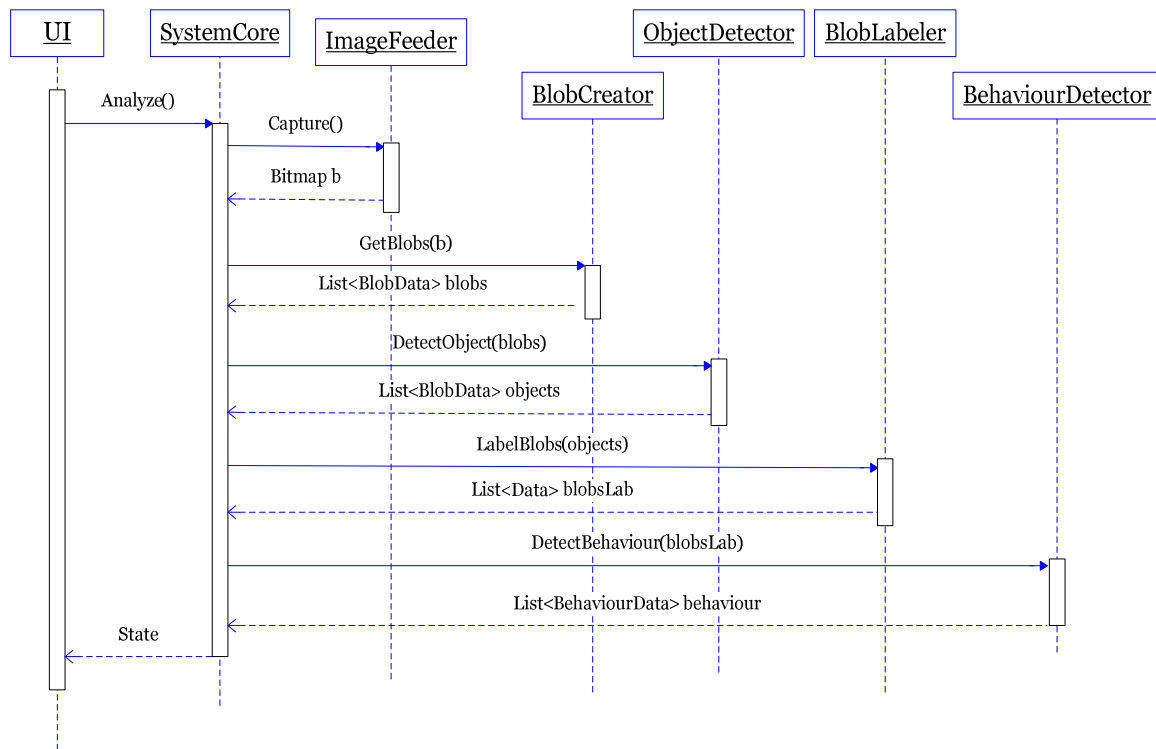 UI
SystemCore
ImageFeeder
ObjectDetector
BlobLabeler
BlobCreator
BehaviourDetector
Analyze()
Capture()
Bitmap b
GetBlobs(b)
List<BlobData> blobs
DetectObject(blobs)
List<BlobData> objects
LabelBlobs(objects)
List<Data> blobsLab
DetectBehaviour(blobsLab)
List<BehaviourData> behaviour
State